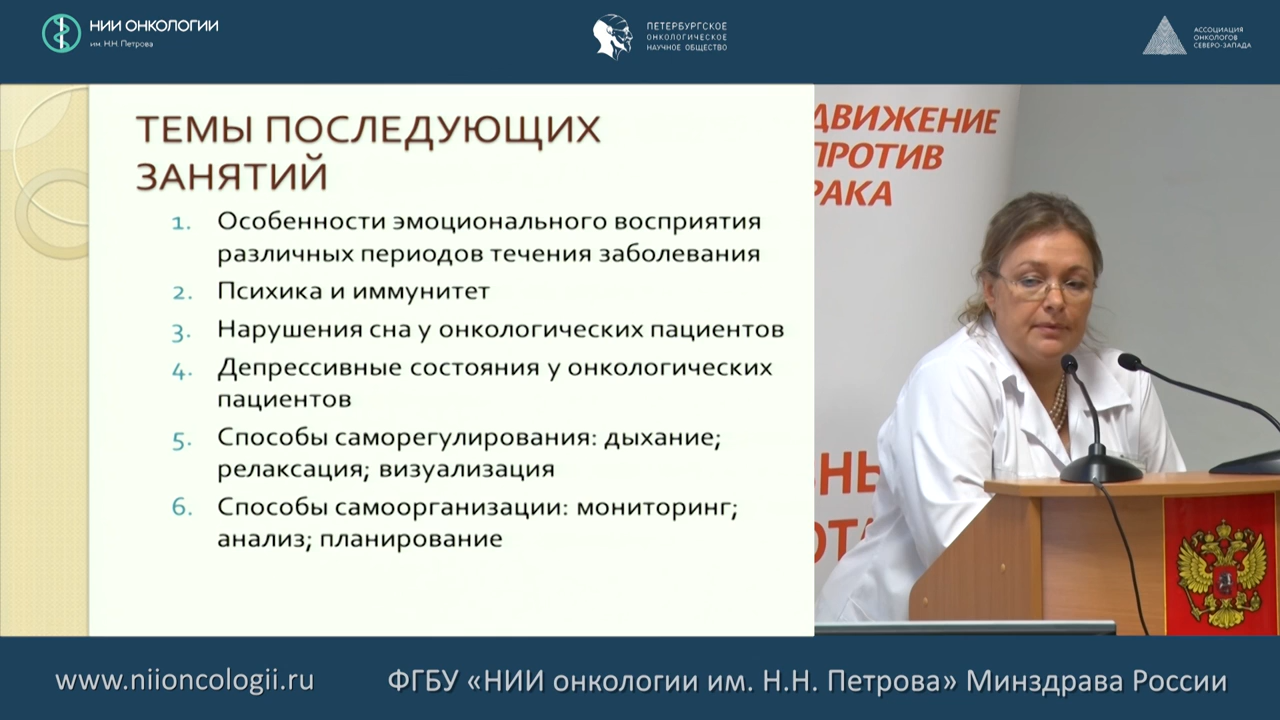 НИИ ОНКОЛОГИИ
им. Н.Н. Петрова
ПЕТЕРБУРГСКОЕ
ОНКОЛОГИЧЕСКОЕ
НАУЧНОЕ ОБЩЕСТВО
АССОЦИАЦИЯ
ОНКОЛОГОВ
СЕВЕРО-ЗАПАДА
ТЕМЫ ПОСЛЕДУЮЩИХ
ЗАНЯТИЙ
1. Особенности эмоционального восприятия
различных периодов течения заболевания
2. Психика и иммунитет
3. Нарушения сна у онкологических пациентов
4. Депрессивные состояния у онкологических
пациентов
5. Способы саморегулирования: дыхание;
релаксация; визуализация
6. Способы самоорганизации: мониторинг;
анализ; планирование
ДВИЖЕНИЕ
ПРОТИВ
РАКА
www.niioncologii.ru
ФГБУ «НИИ онкологии им. Н.Н. Петрова» Минздрава России